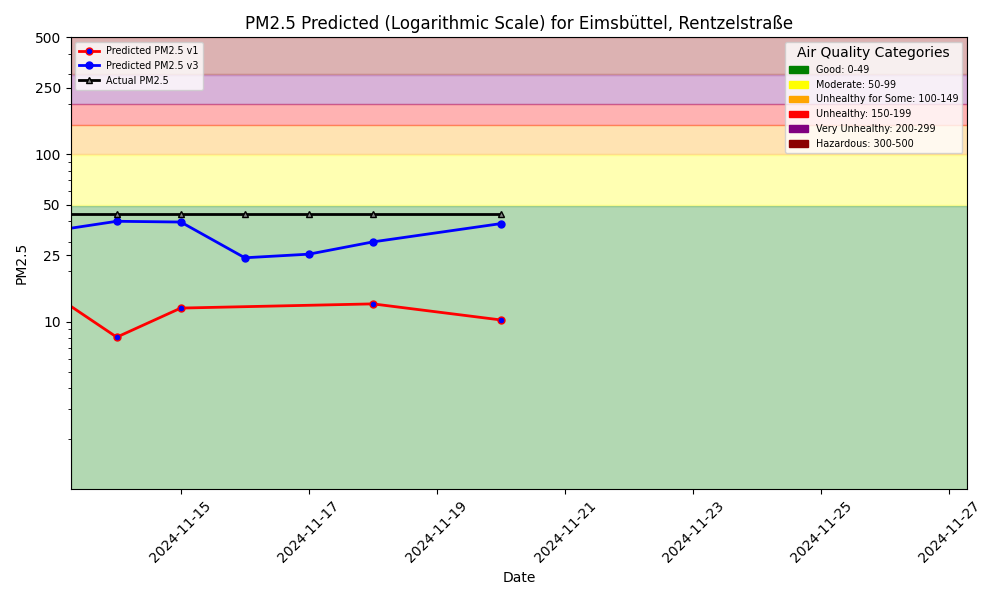 PM2.5 Predicted (Logarithmic Scale) for Eimsbüttel, Rentzelstraße
Predicted PM2.5 v1
Predicted PM2.5 v3
Actual PM2.5
Air Quality Categories
Good: 0-49
Moderate: 50-99
Unhealthy for Some: 100-149
Unhealthy: 150-199
Very Unhealthy: 200-299
Hazardous: 300-500
500
250
100
50
25
10
PM2.5
2024-11-15
2024-11-17
2024-11-19
2024-11-21
2024-11-23
2024-11-25
2024-11-27
Date